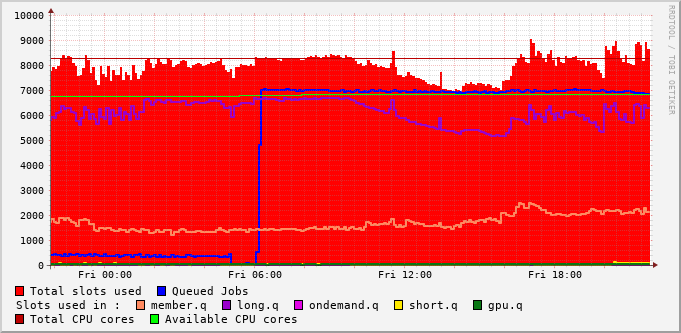 10000
9000
8000
7000
6000
5000
4000
3000
2000
1000
0
Fri 00:00 Fri 06:00 Fri 12:00 Fri 18:00
Total slots used Queued Jobs
Slots used in : member.q long.q ondemand.q short.q gpu.q
Total CPU cores Available CPU cores
RRDTOOL / TOBI OETIKER